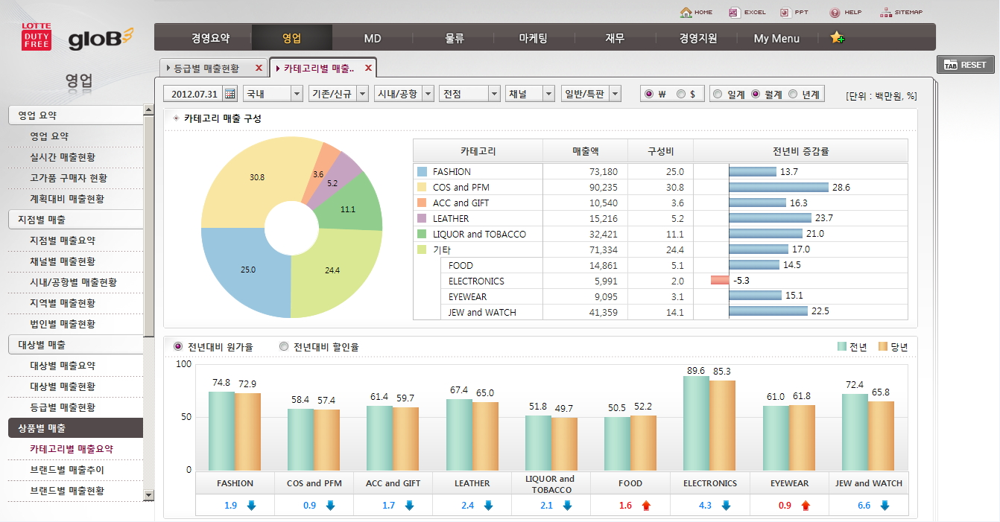 HOME EXCEL PPT HELP SITEMAP
LOTTE
DUTY
FREE
gloB
경영요약 영업 MD 물류 마케팅 재무 경영지원 My Menu
영업
등급별 매출현황 X 카테고리별 매출.. X
TAB RESET
2012.07.31 국내 기존/신규 시내/공항 전점 채널 일반/특판 ₩ $ 일계 월계 년계 [단위 : 백만원, %]
영업 요약
영업 요약
실시간 매출현황
고가품 구매자 현황
계획대비 매출현황
지점별 매출
지점별 매출요약
채널별 매출현황
시내/공항별 매출현황
지역별 매출현황
법인별 매출현황
대상별 매출
대상별 매출요약
대상별 매출현황
등급별 매출현황
상품별 매출
카테고리별 매출요약
브랜드별 매출추이
브랜드별 매출현황
카테고리 매출 구성
30.8
3.6
5.2
11.1
25.0
24.4
카테고리 매출액 구성비 전년비 증감률
FASHION 73,180 25.0 13.7
COS and PFM 90,235 30.8 28.6
ACC and GIFT 10,540 3.6 16.3
LEATHER 15,216 5.2 23.7
LIQUOR and TOBACCO 32,421 11.1 21.0
기타 71,334 24.4 17.0
FOOD 14,861 5.1 14.5
ELECTRONICS 5,991 2.0 -5.3
EYEWEAR 9,095 3.1 15.1
JEW and WATCH 41,359 14.1 22.5
전년대비 원가율 전년대비 할인율 전년 당년
100
50
0
74.8 72.9 58.4 57.4 61.4 59.7 67.4 65.0 51.8 49.7 50.5 52.2 89.6 85.3 61.0 61.8 72.4 65.8
FASHION COS and PFM ACC and GIFT LEATHER LIQUOR and TOBACCO FOOD ELECTRONICS EYEWEAR JEW and WATCH
1.9 0.9 1.7 2.4 2.1 1.6 4.3 0.9 6.6